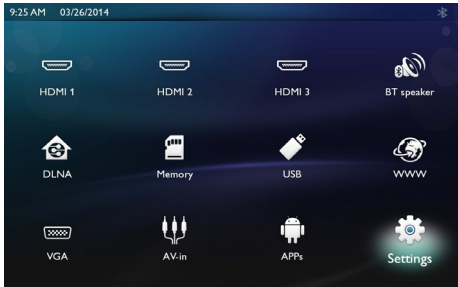 9:25 AM 03/26/2014
HDMI 1 HDMI 2 HDMI 3 BT speaker
DLNA Memory USB WWW
VGA AV-in APPs Settings